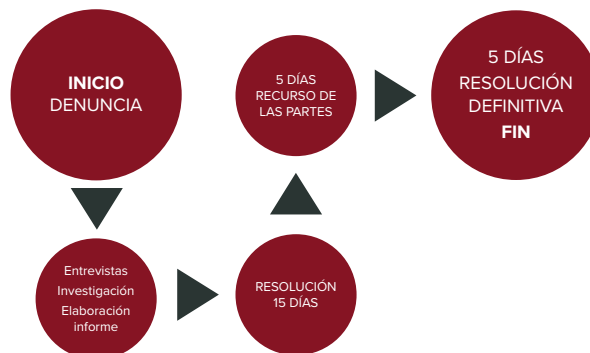 INICIO
DENUNCIA
Entrevistas
Investigación
Elaboración
informe
RESOLUCIÓN
15 DÍAS
5 DÍAS
RECURSO DE
LAS PARTES
5 DÍAS
RESOLUCIÓN
DEFINITIVA
FIN